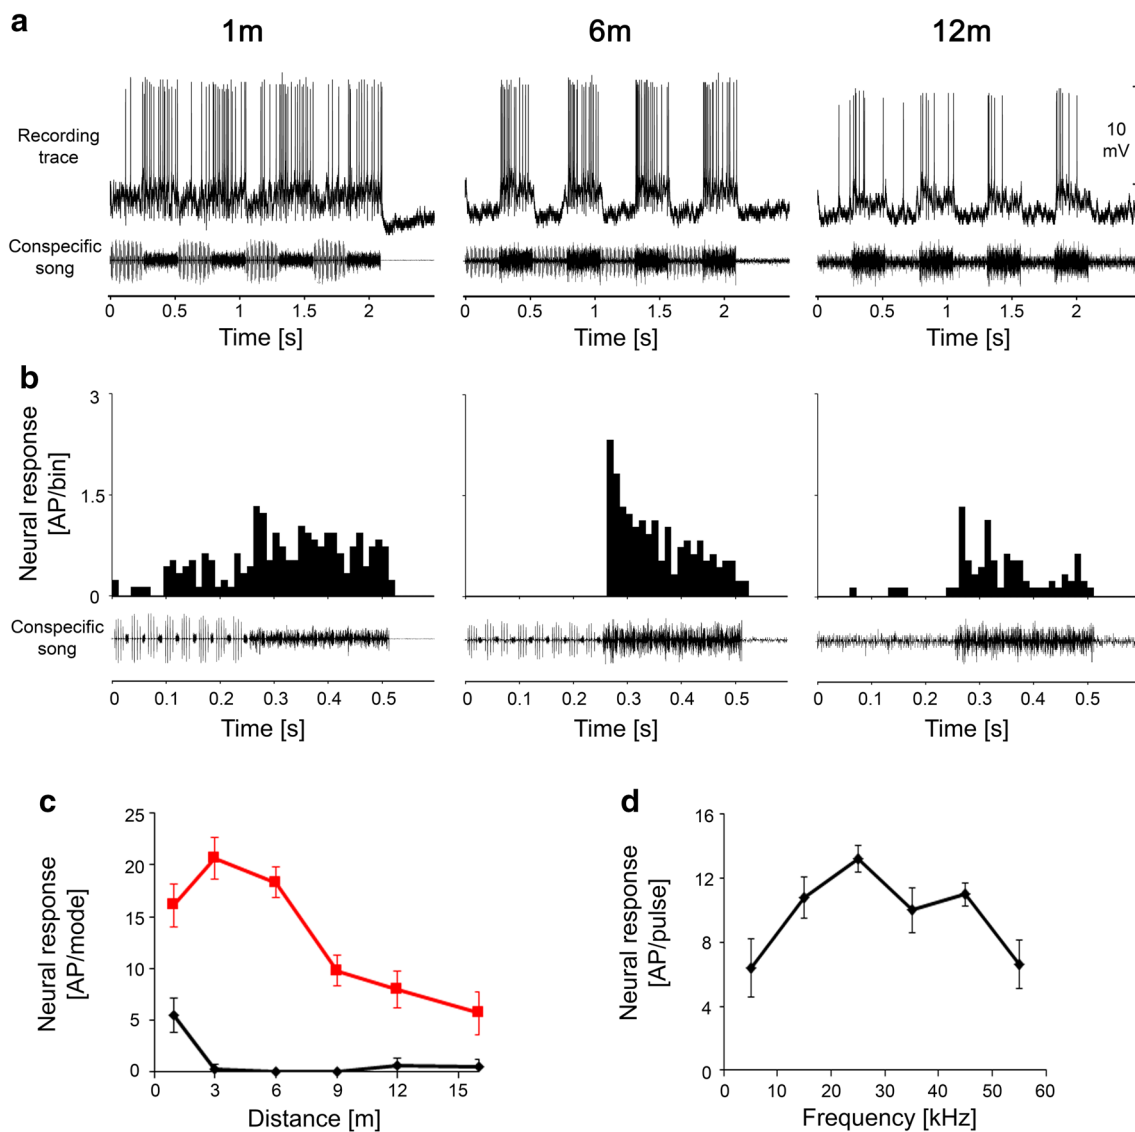 a
1m 6m 12m
Recording
trace
10
mV
Conspecific
song
0 0.5 1 1.5 2 0 0.5 1 1.5 2 0 0.5 1 1.5 2
Time [s] Time [s] Time [s]
b
Neural response
[AP/bin]
3
1.5
0
Conspecific
song
0 0.1 0.2 0.3 0.4 0.5 0 0.1 0.2 0.3 0.4 0.5 0 0.1 0.2 0.3 0.4 0.5
Time [s] Time [s] Time [s]
c
Neural response
[AP/mode]
25
20
15
10
5
0
0 3 6 9 12 15
Distance [m]
d
Neural response
[AP/pulse]
16
12
8
4
0
0 10 20 30 40 50 60
Frequency [kHz]